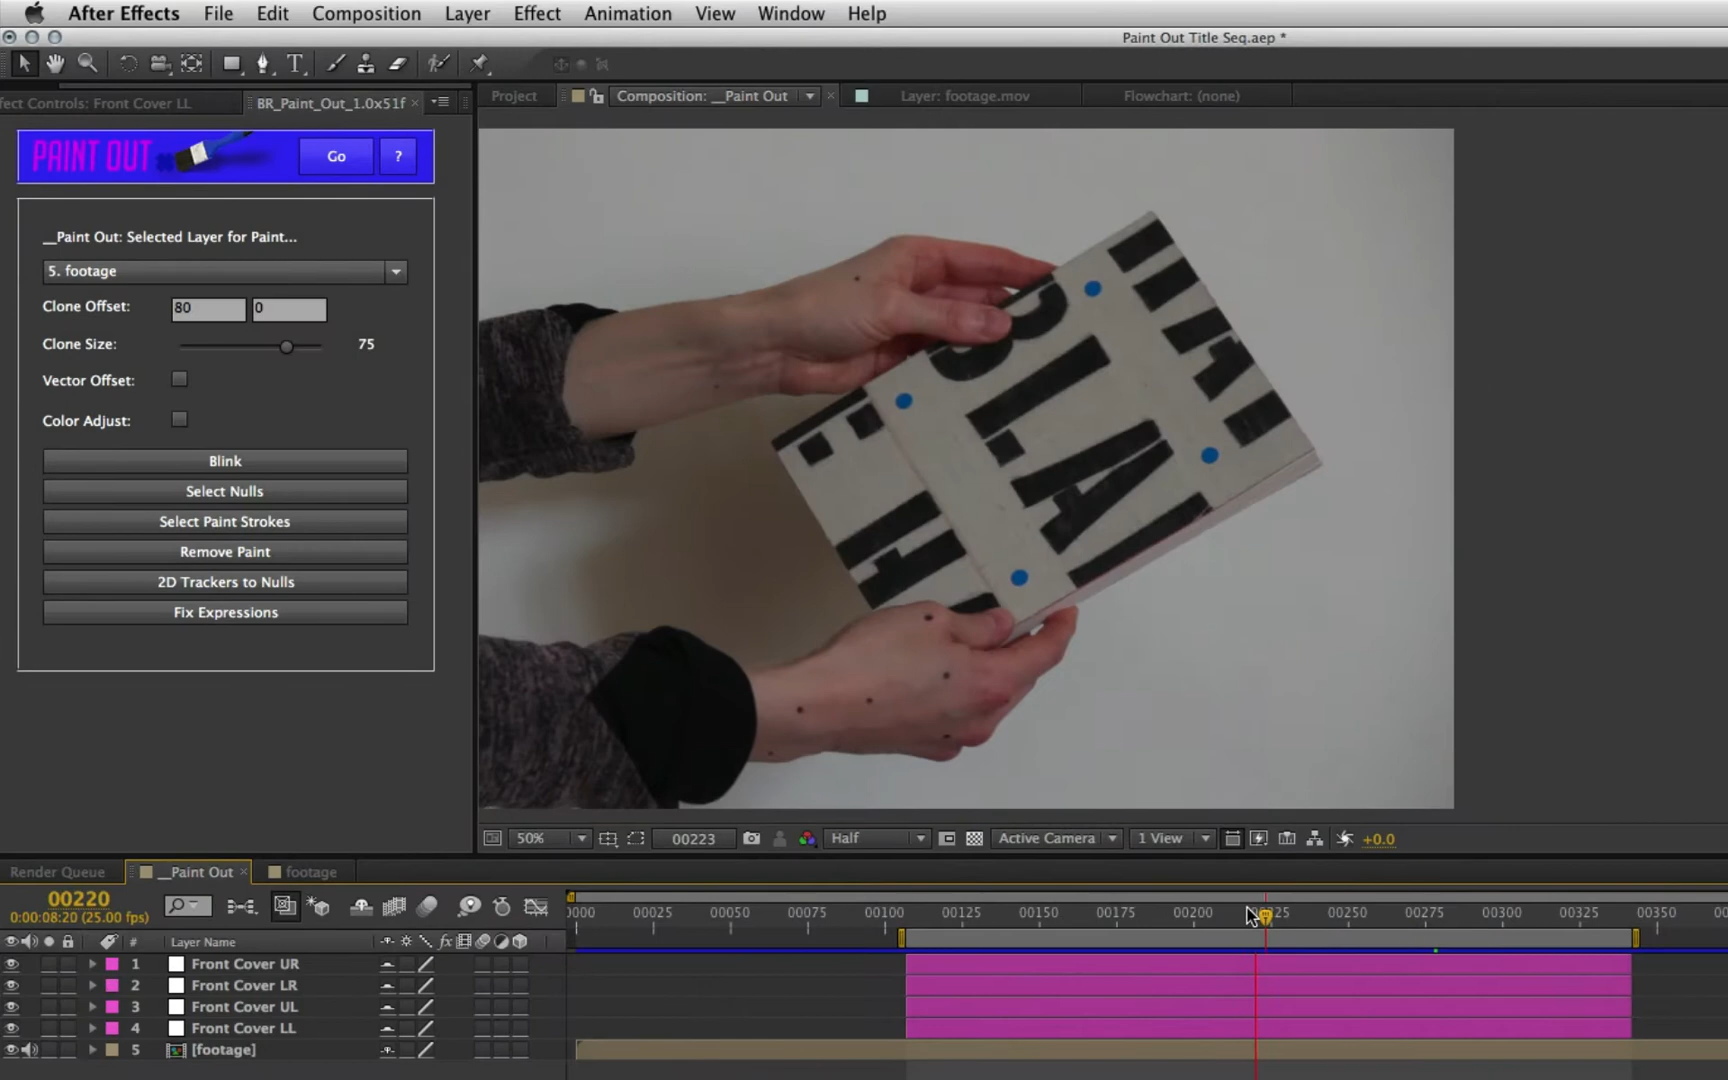 After Effects File Edit Composition Layer Effect Animation View Window Help
Paint Out Title Seq.aep *
Effect Controls: Front Cover LL BR_Paint_Out_1.0x51f × Project Composition: __Paint Out × Layer: footage.mov Flowchart: (none)
PAINT OUT Go ?
__Paint Out: Selected Layer for Paint...
5. footage
Clone Offset: 80 0
Clone Size: 75
Vector Offset:
Color Adjust:
Blink
Select Nulls
Select Paint Strokes
Remove Paint
2D Trackers to Nulls
Fix Expressions
50% 00223 Half Active Camera 1 View +0.0
Render Queue __Paint Out × footage
00220
0:00:08:20 (25.00 fps)
0000 00025 00050 00075 00100 00125 00150 00175 00200 00250 00275 00300 00325 00350
# Layer Name
1 Front Cover UR
2 Front Cover LR
3 Front Cover UL
4 Front Cover LL
5 [footage]